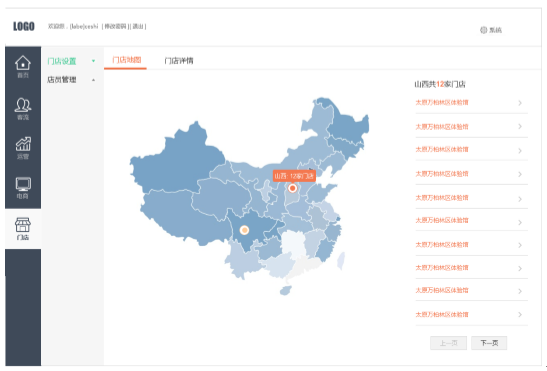 LOGO
欢迎您，[lake]ceshi | 修改密码 || 退出 |
系统
首页
客流
运营
电商
门店
门店设置
店员管理
门店地图
门店详情
山西: 12家门店
山西共12家门店
太原万柏林区体验馆
太原万柏林区体验馆
太原万柏林区体验馆
太原万柏林区体验馆
太原万柏林区体验馆
太原万柏林区体验馆
太原万柏林区体验馆
太原万柏林区体验馆
太原万柏林区体验馆
太原万柏林区体验馆
上一页
下一页